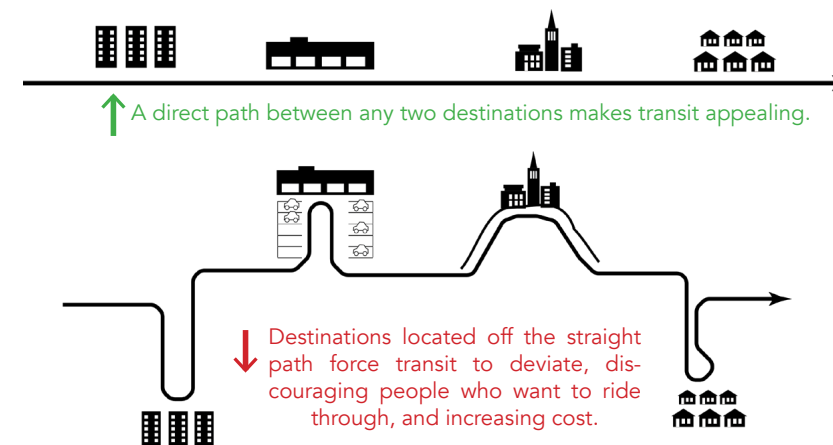 A direct path between any two destinations makes transit appealing.
Destinations located off the straight
path force transit to deviate, dis-
couraging people who want to ride
through, and increasing cost.